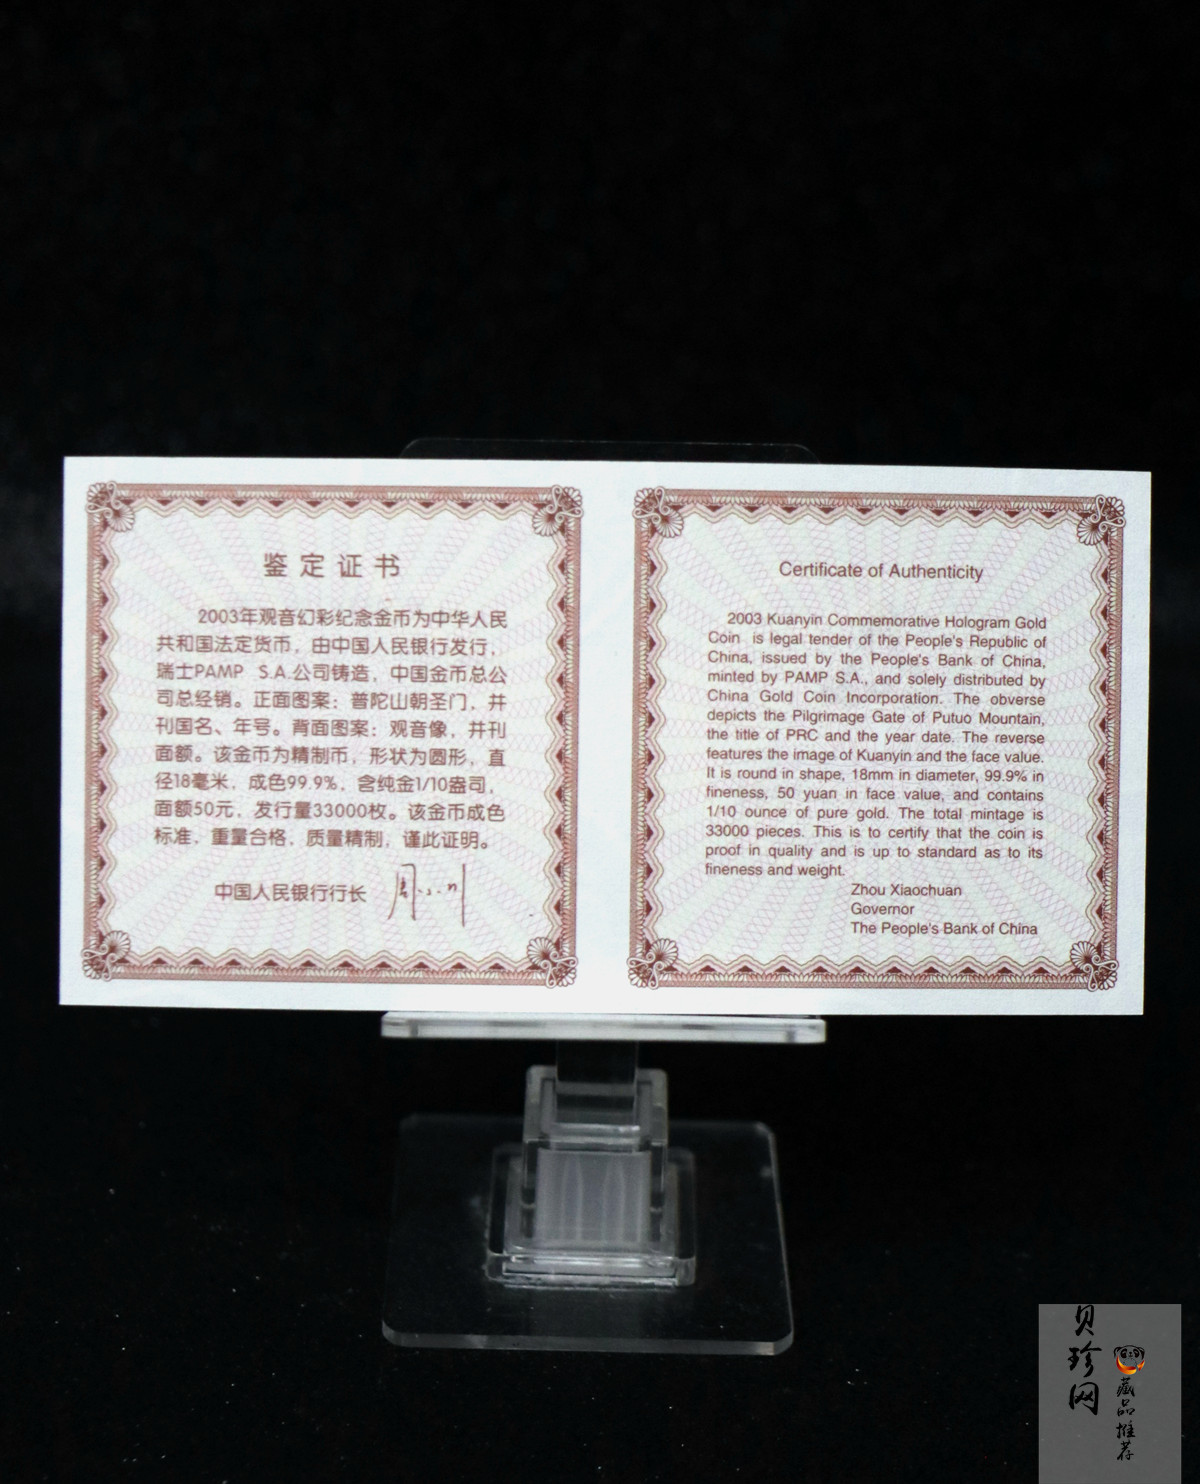 鉴定证书
2003年观音幻彩纪念金币为中华人民
共和国法定货币，由中国人民银行发行，
瑞士PAMP S.A.公司铸造，中国金币总公
司总经销。正面图案：普陀山朝圣门，并
刊国名、年号。背面图案：观音像，并刊
面额。该金币为精制币，形状为圆形，直
径18毫米，成色99.9%，含纯金1/10盎司，
面额50元，发行量33000枚。该金币成色
标准，重量合格，质量精制，谨此证明。
中国人民银行行长 周小川
Certificate of Authenticity
2003 Kuanyin Commemorative Hologram Gold
Coin is legal tender of the People's Republic of
China, issued by the People's Bank of China,
minted by PAMP S.A., and solely distributed by
China Gold Coin Incorporation. The obverse
depicts the Pilgrimage Gate of Putuo Mountain,
the title of PRC and the year date. The reverse
features the image of Kuanyin and the face value.
It is round in shape, 18mm in diameter, 99.9% in
fineness, 50 yuan in face value, and contains
1/10 ounce of pure gold. The total mintage is
33000 pieces. This is to certify that the coin is
proof in quality and is up to standard as to its
fineness and weight.
Zhou Xiaochuan
Governor
The People's Bank of China
贝珍网
藏品推荐